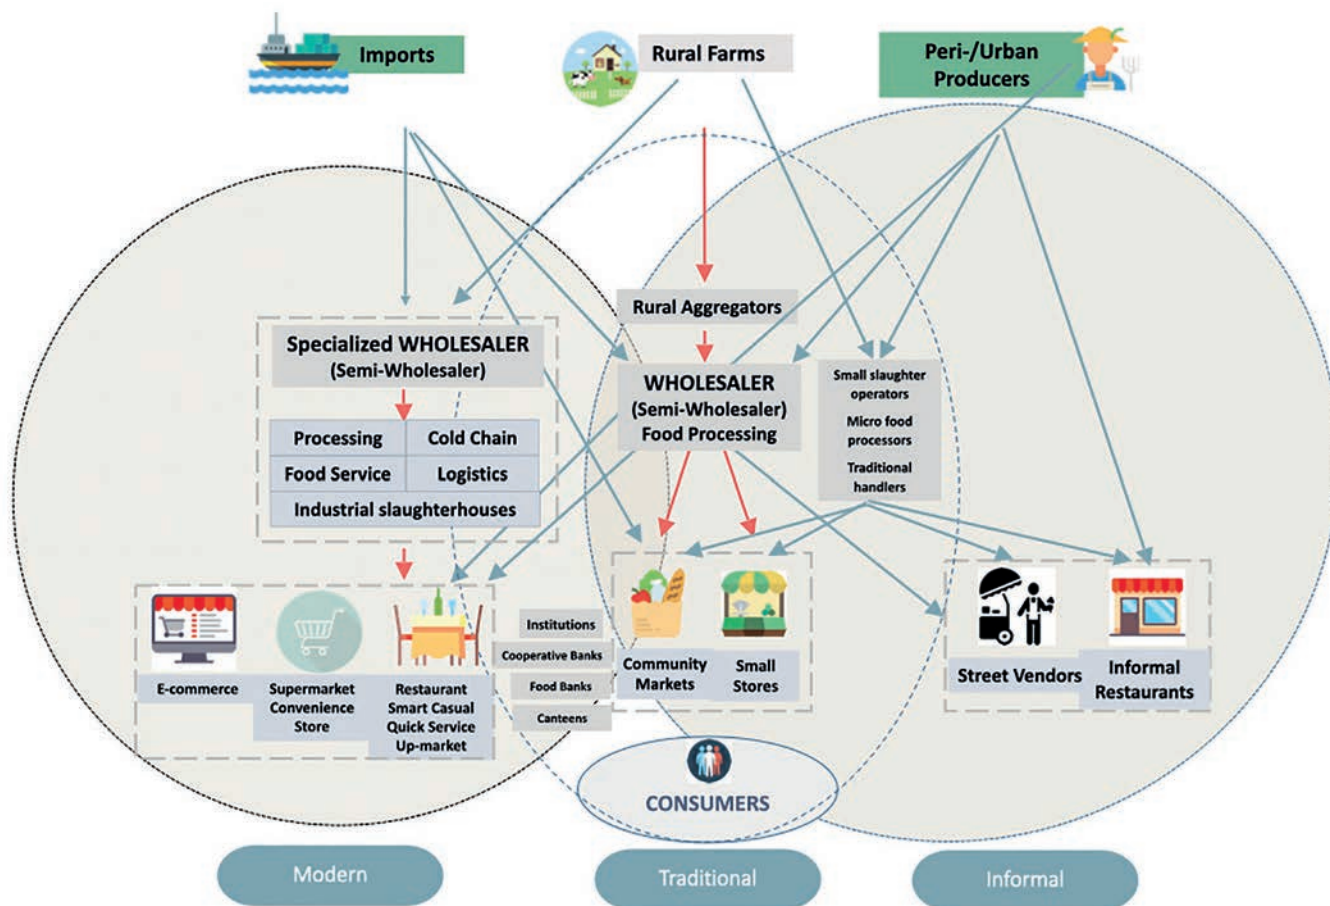 Imports
Rural Farms
Peri-/Urban
Producers
Rural Aggregators
Specialized WHOLESALER
(Semi-Wholesaler)
WHOLESALER
(Semi-Wholesaler)
Food Processing
Small slaughter
operators
Micro food
processors
Traditional
handlers
Processing
Cold Chain
Food Service
Logistics
Industrial slaughterhouses
E-commerce
Supermarket
Convenience
Store
Restaurant
Smart Casual
Quick Service
Up-market
Institutions
Cooperative Banks
Food Banks
Canteens
Community
Markets
Small
Stores
Street Vendors
Informal
Restaurants
CONSUMERS
Modern
Traditional
Informal